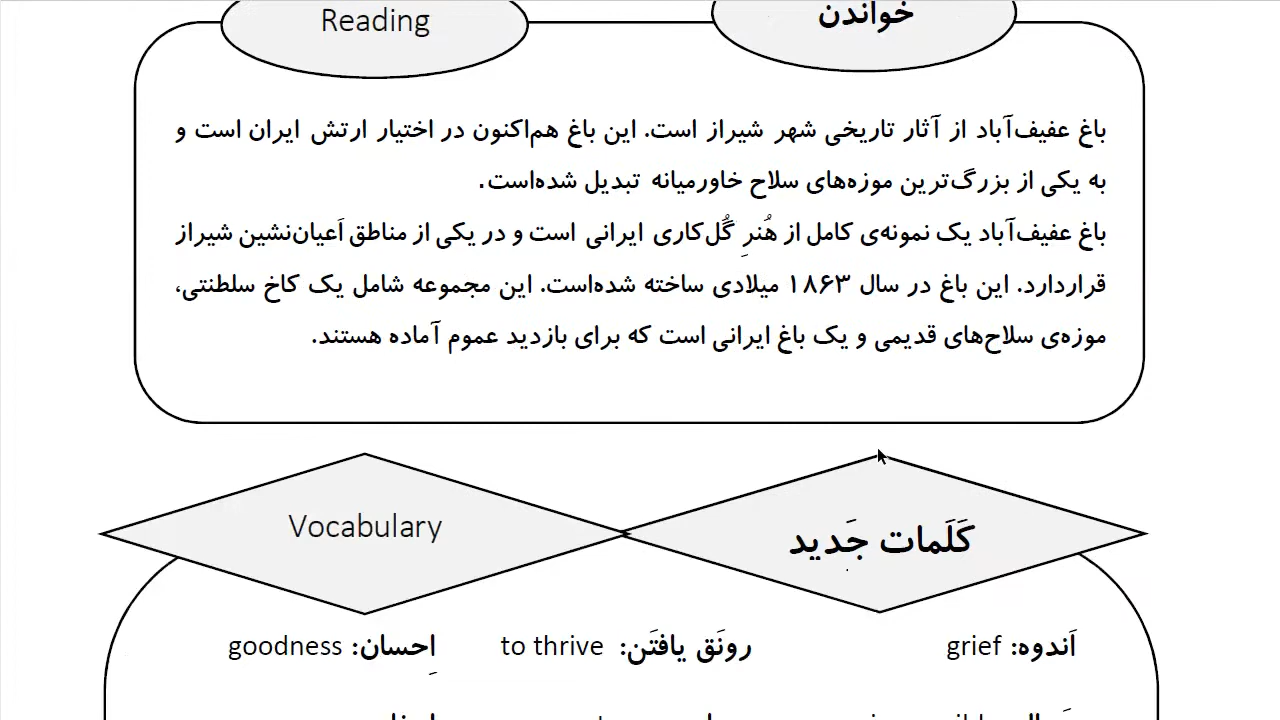 خواندن
Reading
باغ عفیف‌آباد از آثار تاریخی شهر شیراز است. این باغ هم‌اکنون در اختیار ارتش ایران است و
به یکی از بزرگ‌ترین موزه‌های سلاح خاورمیانه تبدیل شده‌است.
باغ عفیف‌آباد یک نمونه‌ی کامل از هُنرِ گُل‌کاری ایرانی است و در یکی از مناطق اَعیان‌نشین شیراز
قراردارد. این باغ در سال ۱۸۶۳ میلادی ساخته شده‌است. این مجموعه شامل یک کاخ سلطنتی،
موزه‌ی سلاح‌های قدیمی و یک باغ ایرانی است که برای بازدید عموم آماده هستند.
کَلَمات جَدید
Vocabulary
اَندوه: grief رونَق یافتَن: to thrive اِحسان: goodness